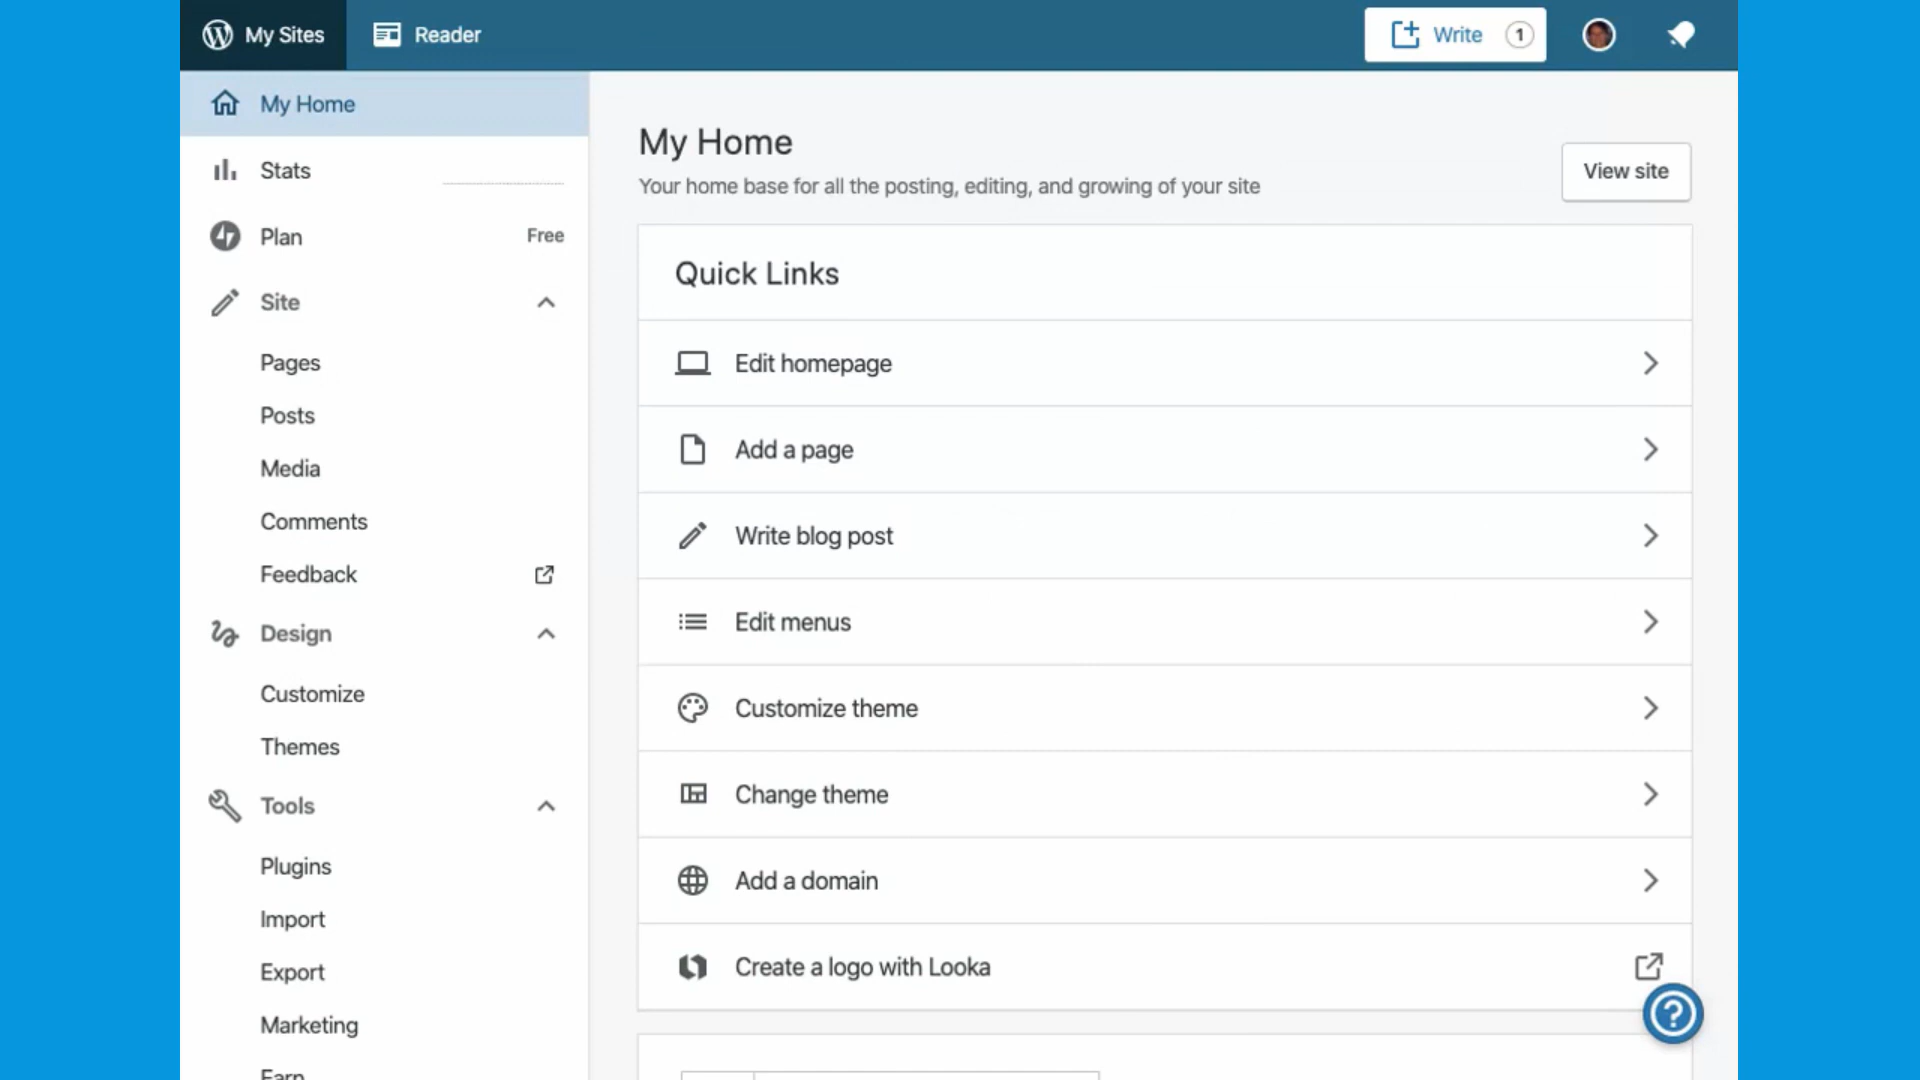 My Sites
Reader
Write 1
My Home
Stats
Plan Free
Site
Pages
Posts
Media
Comments
Feedback
Design
Customize
Themes
Tools
Plugins
Import
Export
Marketing
Earn
My Home
Your home base for all the posting, editing, and growing of your site
View site
Quick Links
Edit homepage
Add a page
Write blog post
Edit menus
Customize theme
Change theme
Add a domain
Create a logo with Looka